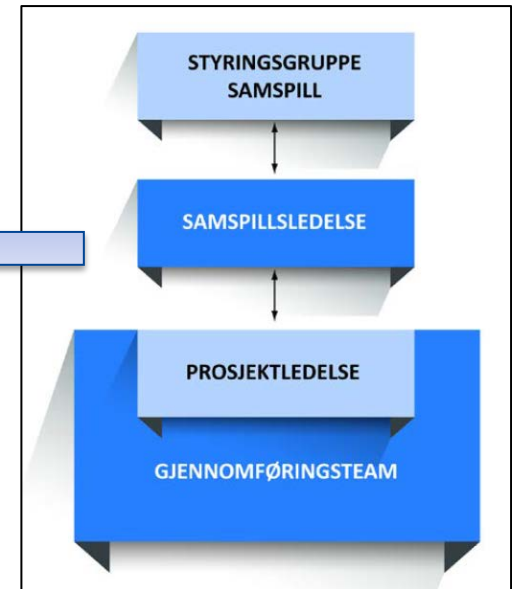 STYRINGSGRUPPE
SAMSPILL
SAMSPILLSLEDELSE
PROSJEKTLEDELSE
GJENNOMFØRINGSTEAM